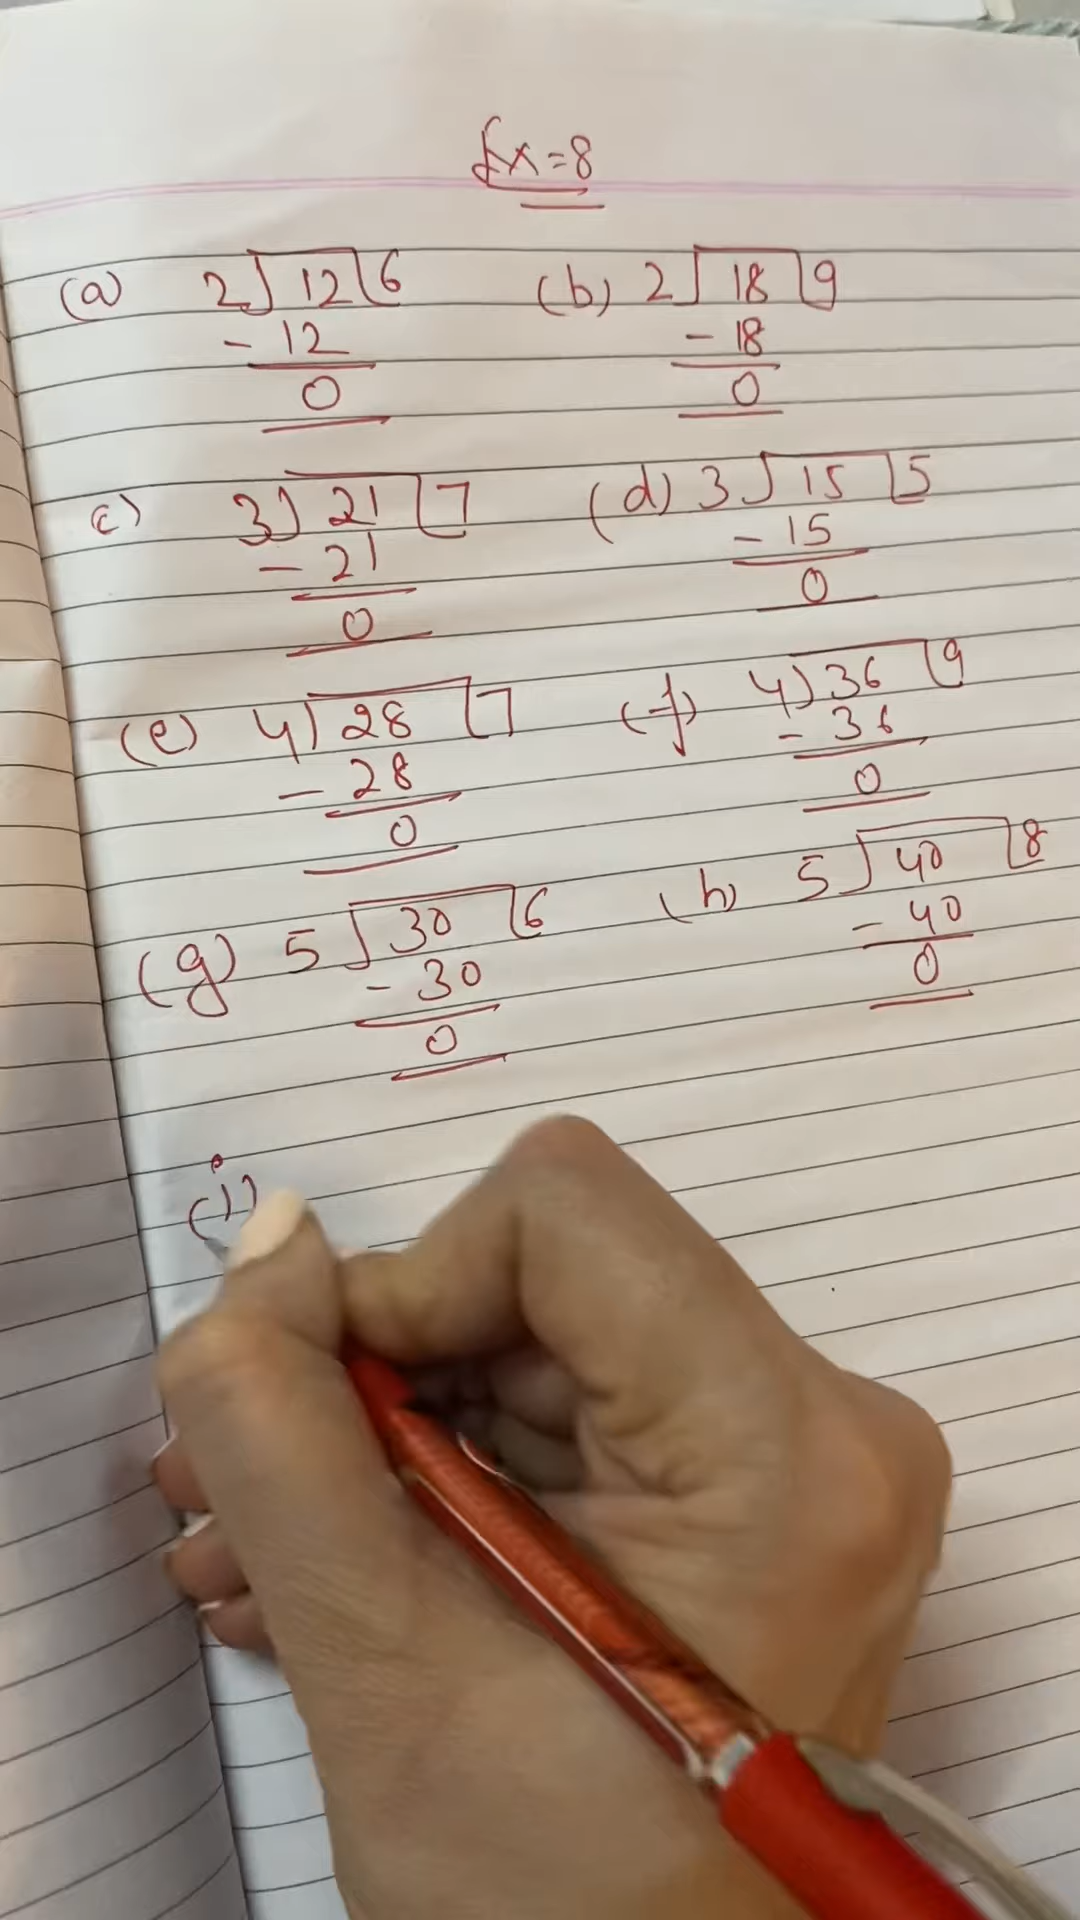 Ex=8
(a) 2) 12 (6 (b) 2) 18 (9
- 12 - 18
0 0
c) 3) 21 (7 (d) 3) 15 (5
- 21 - 15
0 0
(e) 4) 28 (7 (f) 4) 36 (9
- 28 - 36
0 0
(g) 5) 30 (6 (h) 5) 40 (8
- 30 - 40
0 0
(i)